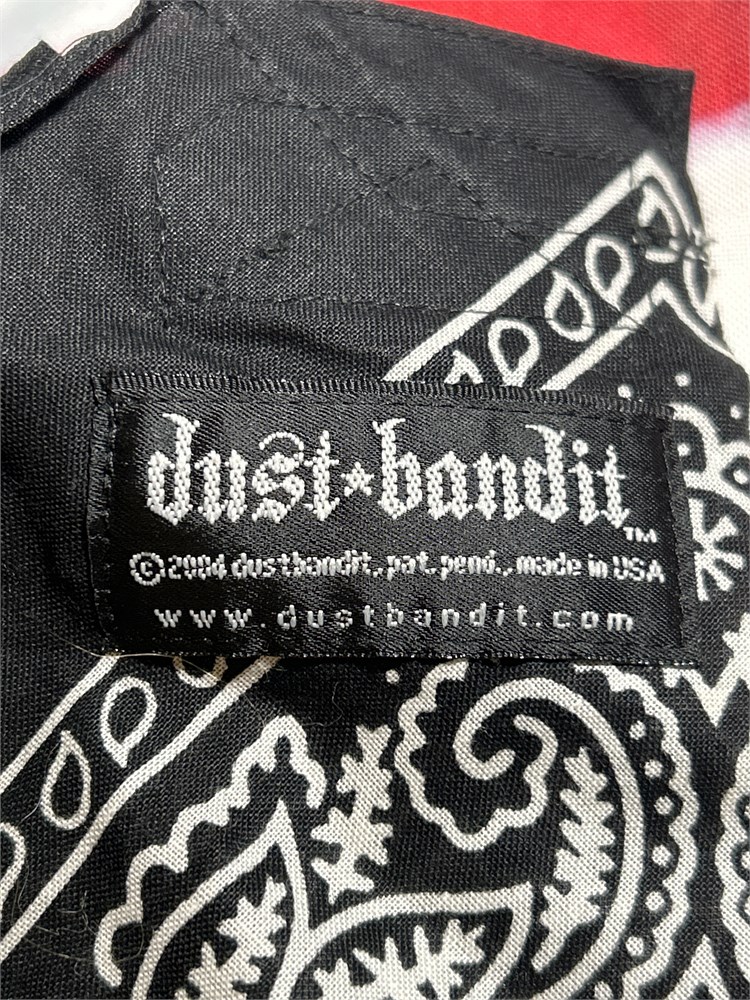 dust★bandit™
©2004 dustbandit, pat. pend., made in USA
www.dustbandit.com